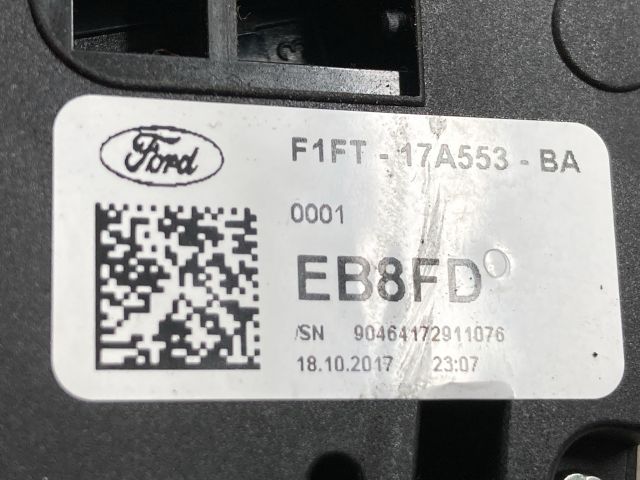 Ford
F1FT - 17A553 - BA
0001
EB8FD
/SN 90464172911076
18.10.2017 23:07